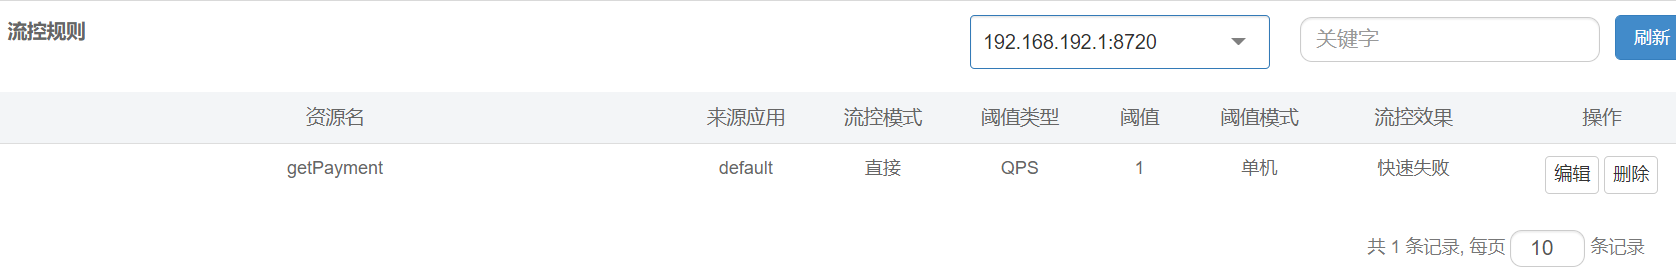 流控规则 192.168.192.1:8720 关键字 刷新
资源名 来源应用 流控模式 阈值类型 阈值 阈值模式 流控效果 操作
getPayment default 直接 QPS 1 单机 快速失败 编辑 删除
共 1 条记录, 每页 10 条记录